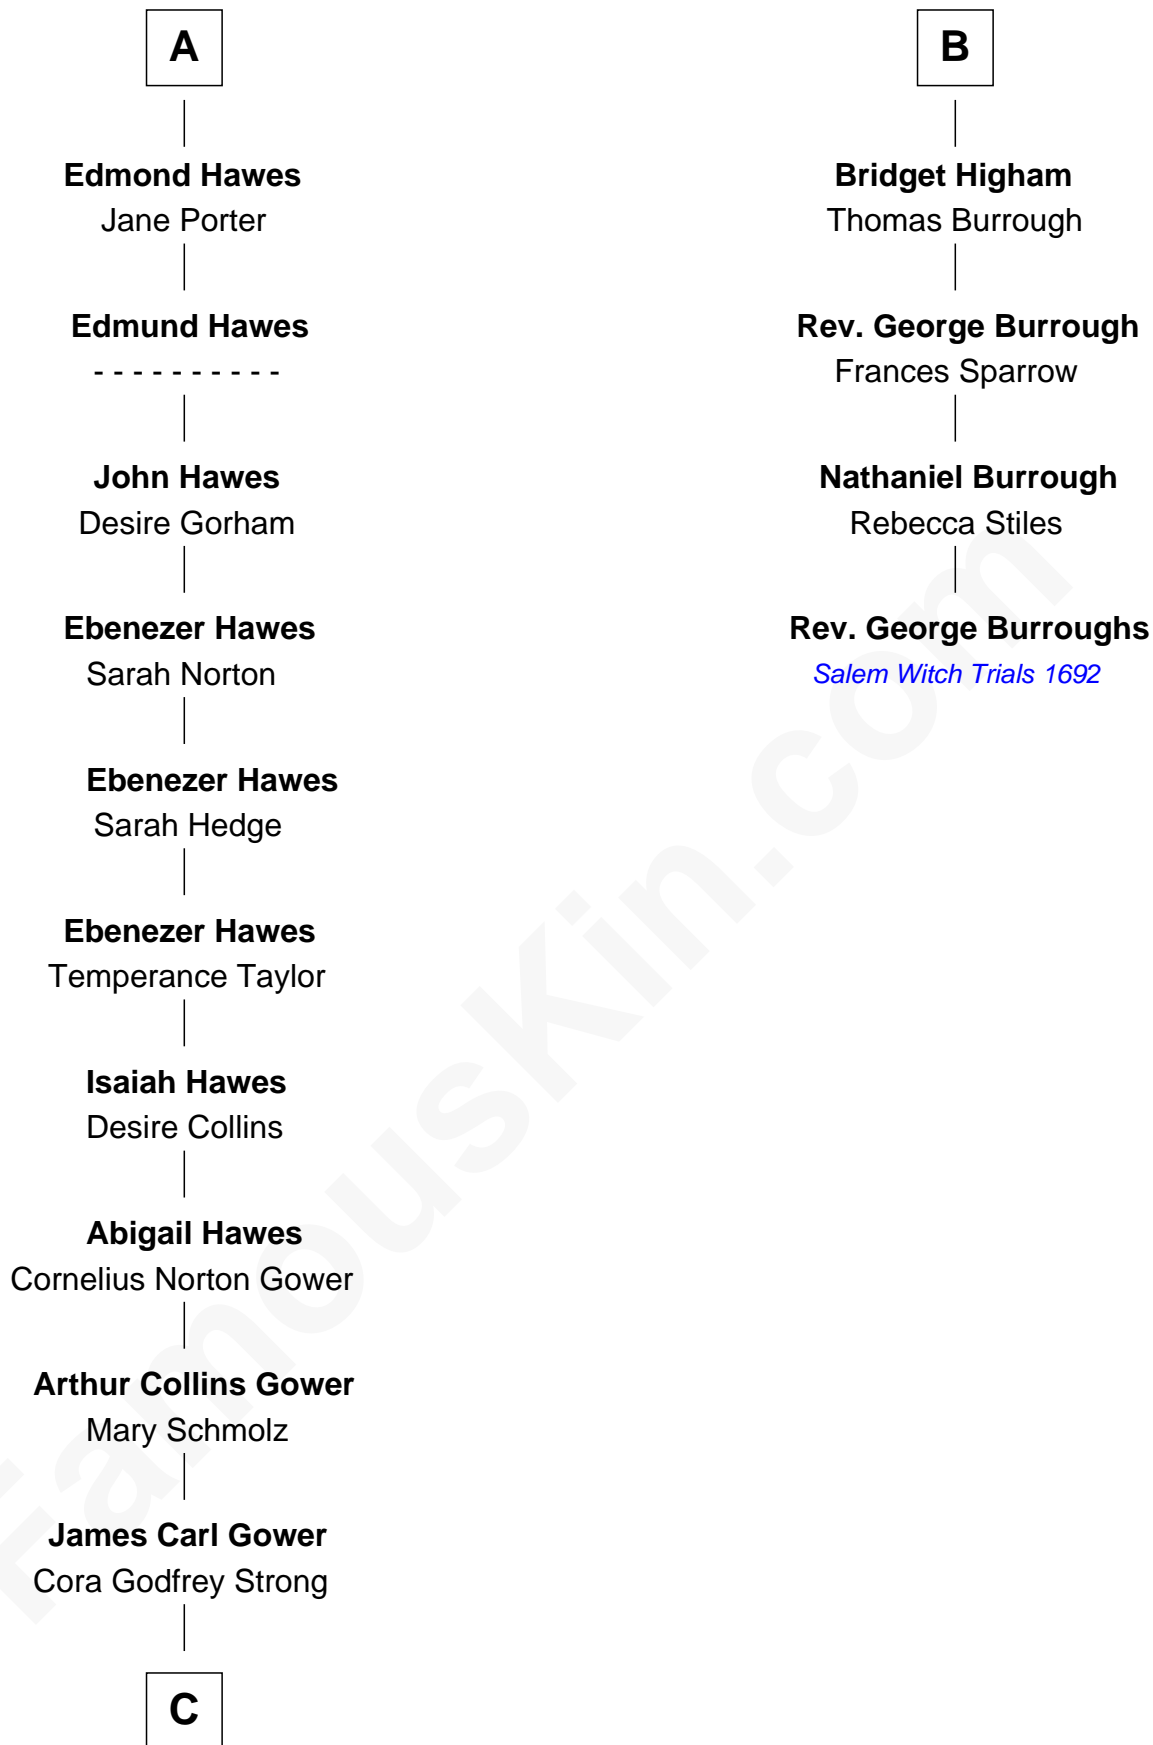 A
Edmond Hawes
Jane Porter
Edmund Hawes
- - - - - - - - - -
John Hawes
Desire Gorham
Ebenezer Hawes
Sarah Norton
Ebenezer Hawes
Sarah Hedge
Ebenezer Hawes
Temperance Taylor
Isaiah Hawes
Desire Collins
Abigail Hawes
Cornelius Norton Gower
Arthur Collins Gower
Mary Schmolz
James Carl Gower
Cora Godfrey Strong
C
B
Bridget Higham
Thomas Burrough
Rev. George Burrough
Frances Sparrow
Nathaniel Burrough
Rebecca Stiles
Rev. George Burroughs
Salem Witch Trials 1692
FamousKin.com